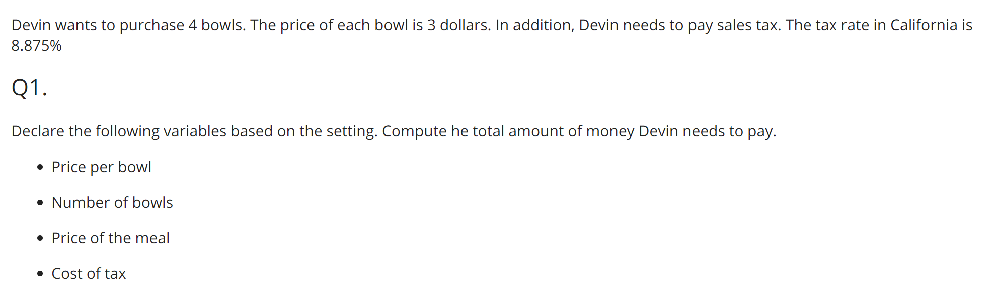 Devin wants to purchase 4 bowls. The price of each bowl is 3 dollars. In addition, Devin needs to pay sales tax. The tax rate in California is
8.875%
Q1.
Declare the following variables based on the setting. Compute he total amount of money Devin needs to pay.
• Price per bowl
• Number of bowls
• Price of the meal
• Cost of tax